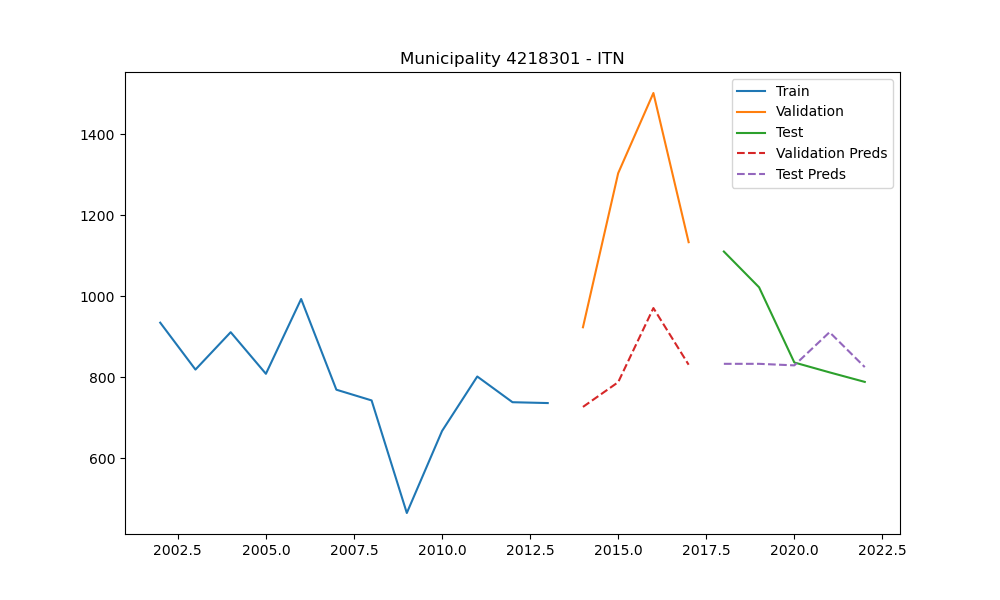 Municipality 4218301 - ITN
Train
Validation
Test
Validation Preds
Test Preds
1400
1200
1000
800
600
2002.5 2005.0 2007.5 2010.0 2012.5 2015.0 2017.5 2020.0 2022.5